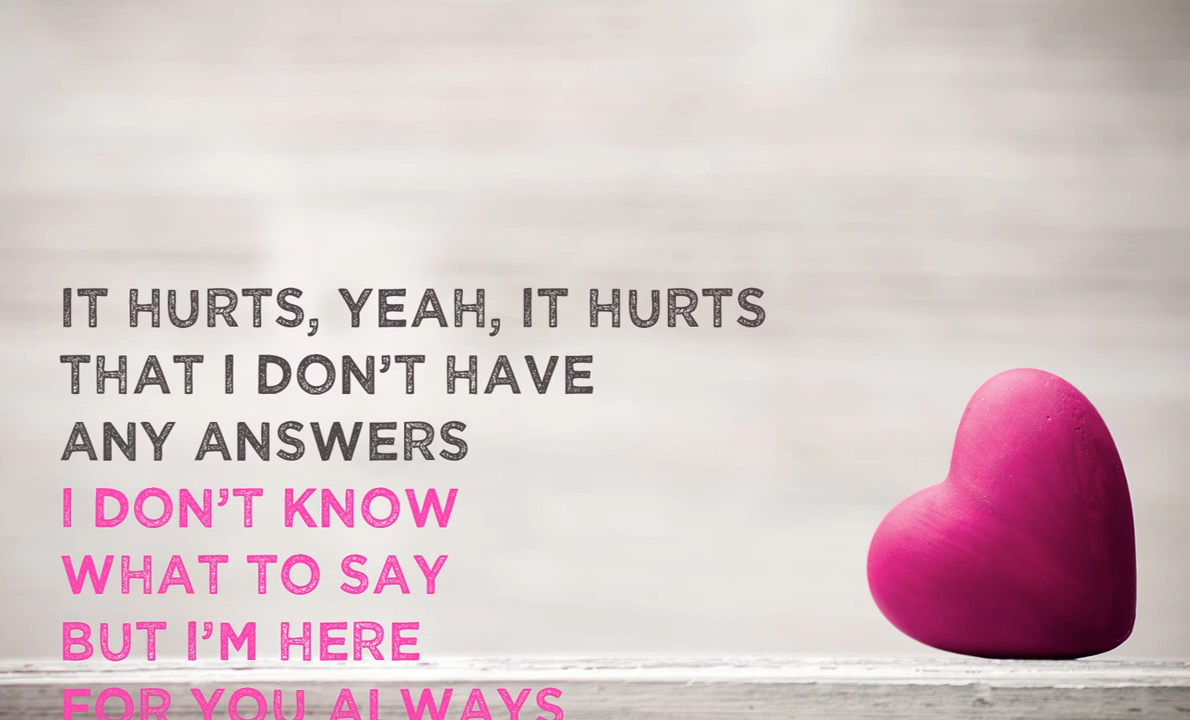 IT HURTS, YEAH, IT HURTS
THAT I DON'T HAVE
ANY ANSWERS
I DON'T KNOW
WHAT TO SAY
BUT I'M HERE
FOR YOU ALWAYS